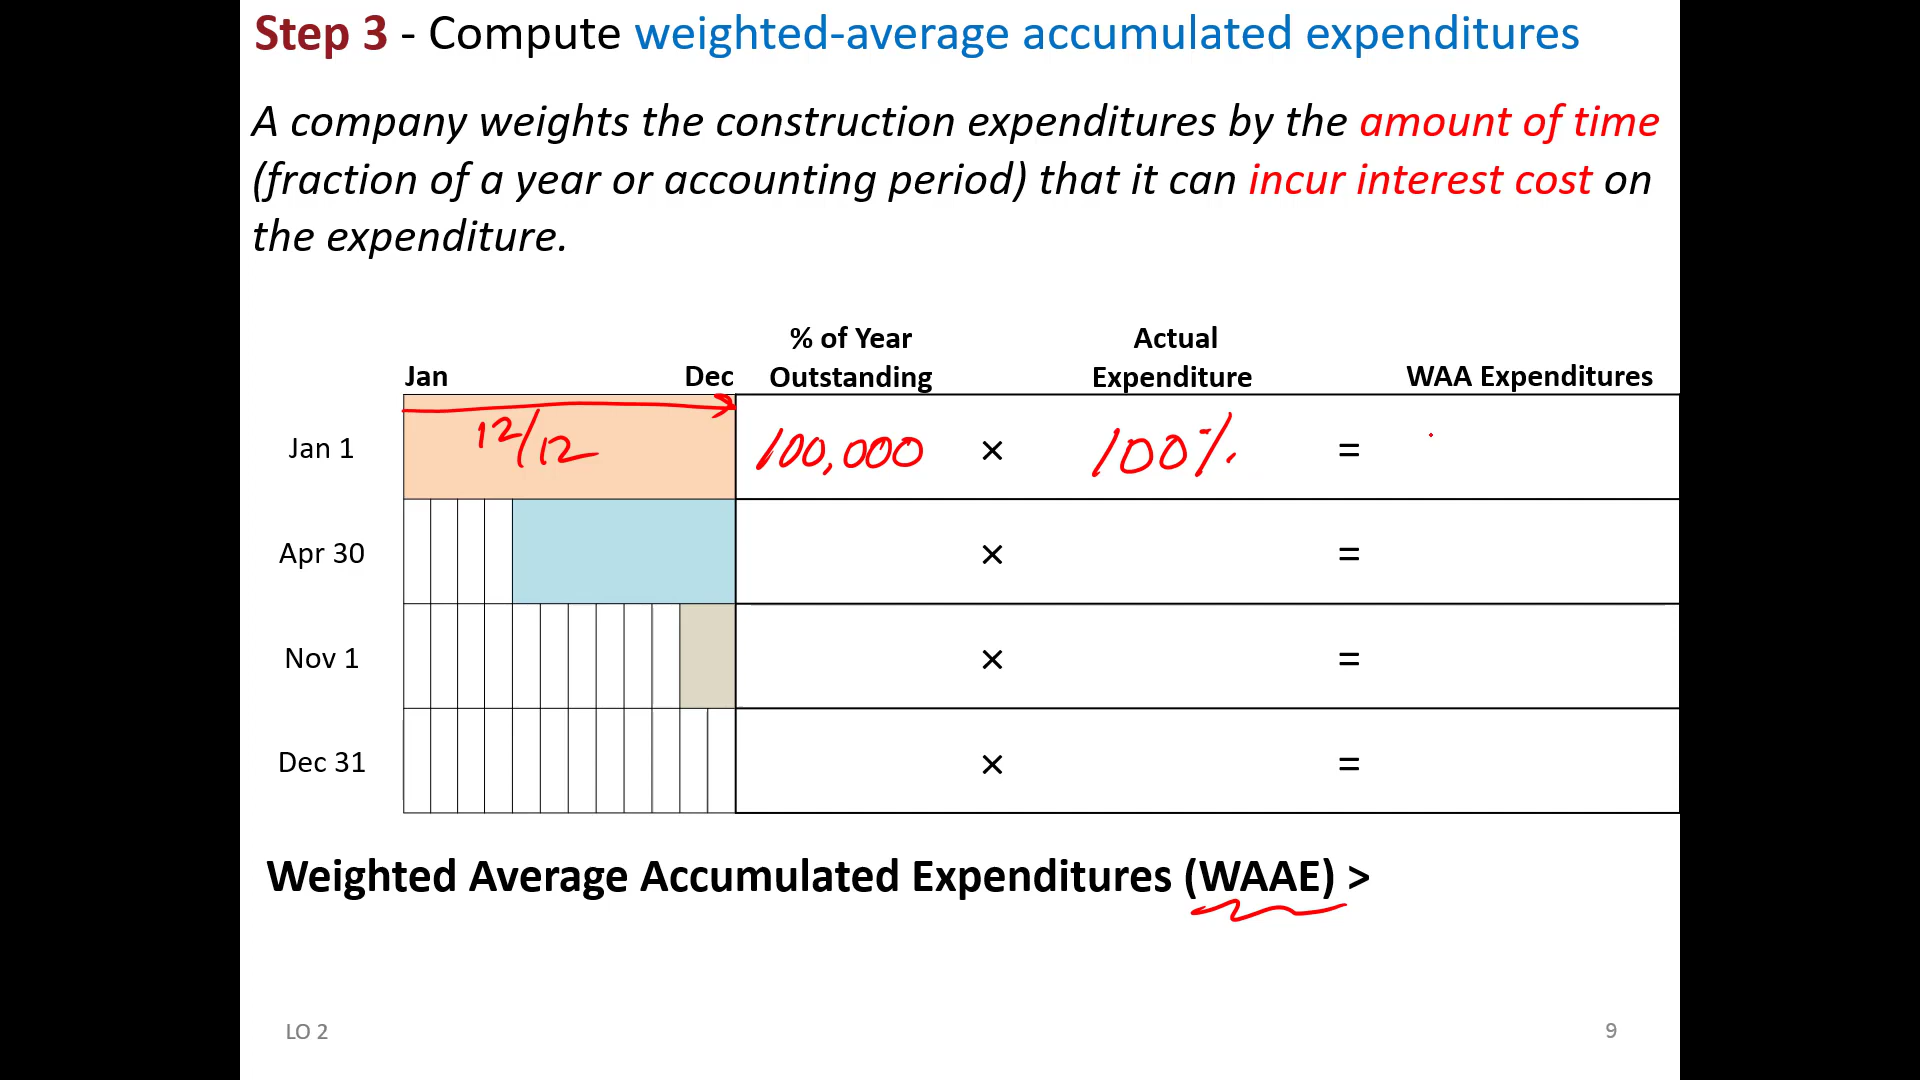 Step 3 - Compute weighted-average accumulated expenditures
A company weights the construction expenditures by the amount of time
(fraction of a year or accounting period) that it can incur interest cost on
the expenditure.
% of Year Actual
Jan Dec Outstanding Expenditure WAA Expenditures
Jan 1 12/12 100,000 × 100% =
Apr 30 × =
Nov 1 × =
Dec 31 × =
Weighted Average Accumulated Expenditures (WAAE) >
LO 2 9